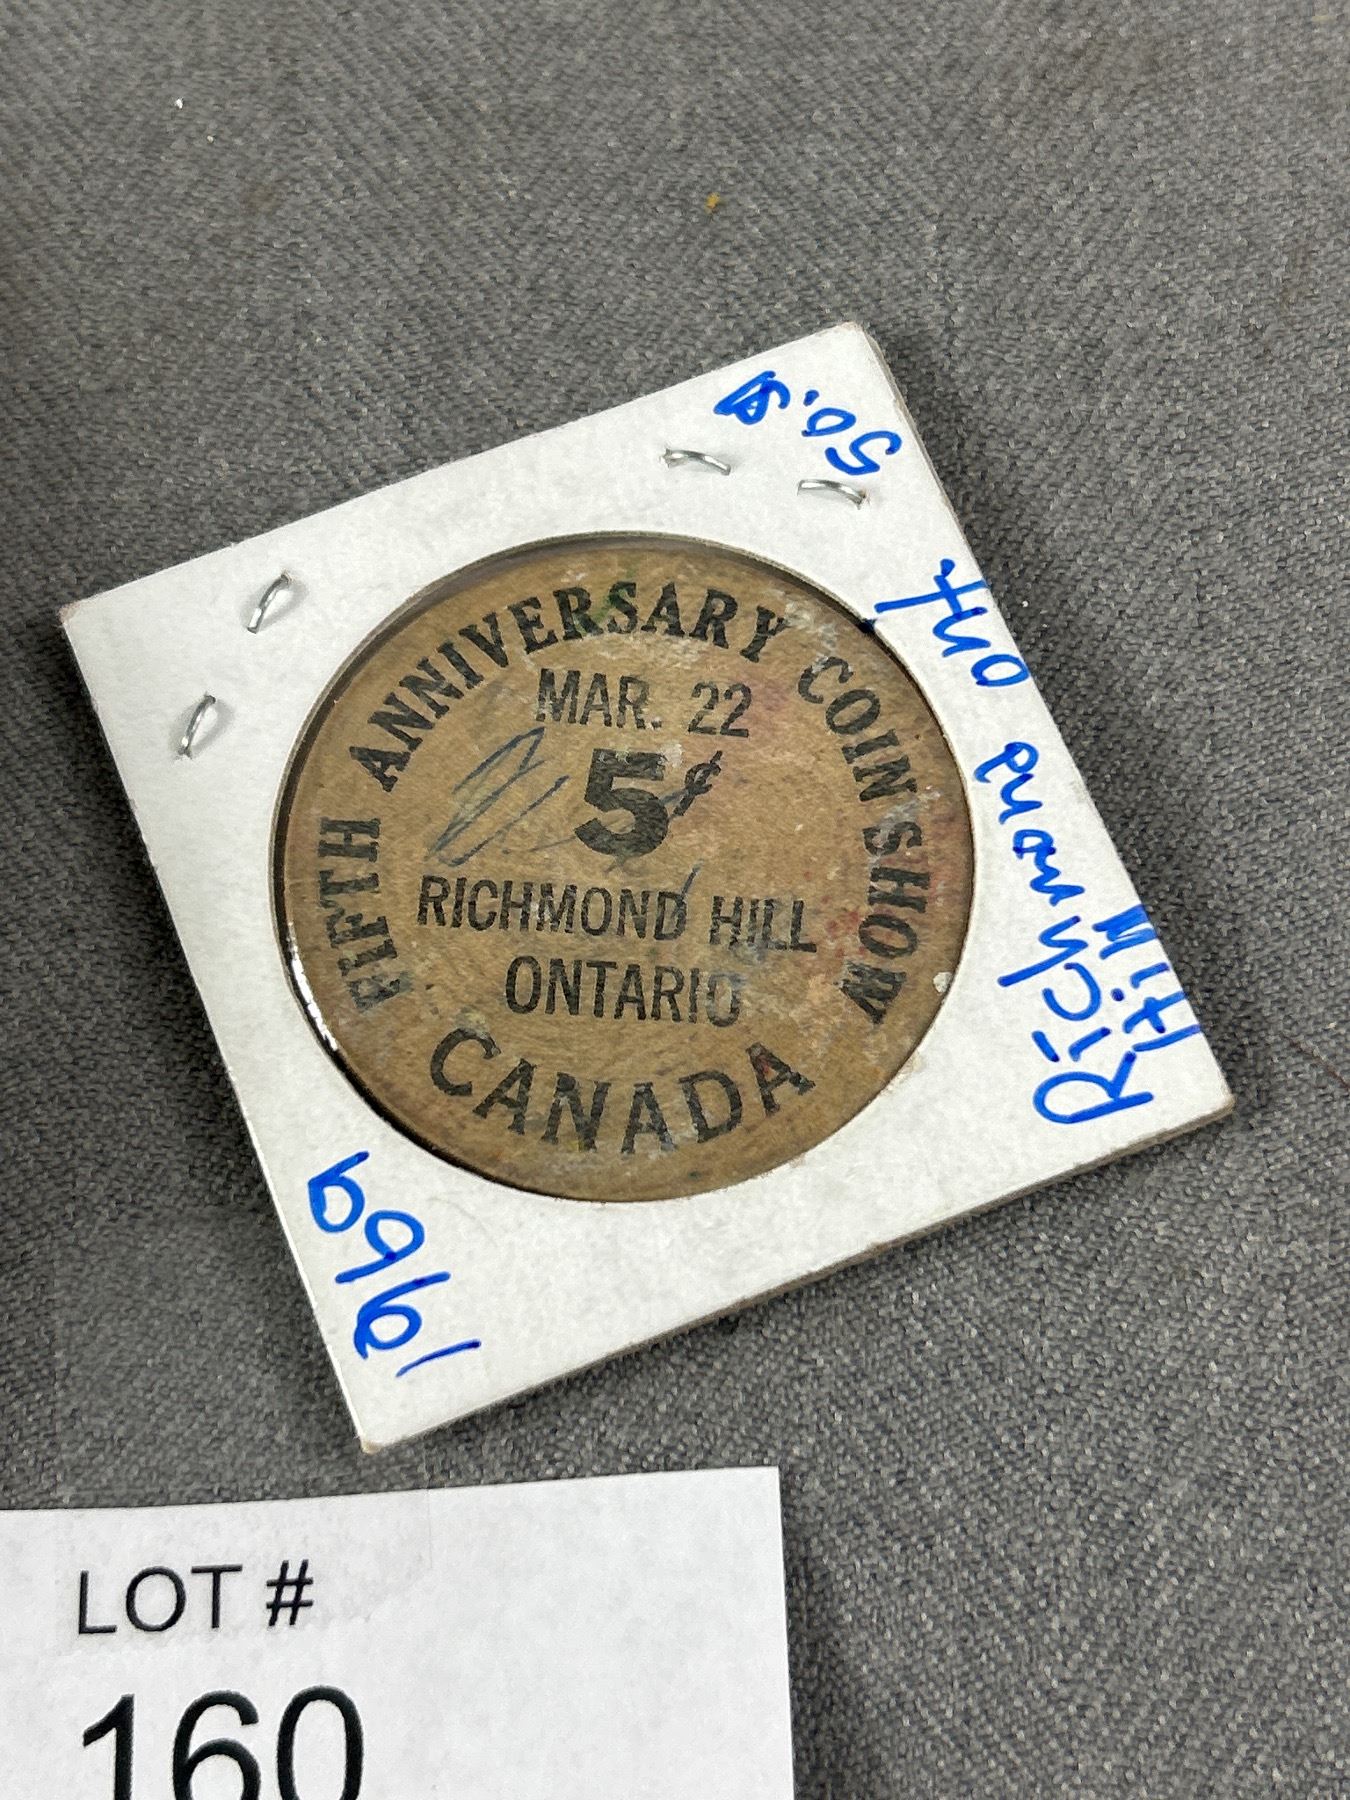 FIFTH ANNIVERSARY COIN SHOW
MAR. 22
5¢
RICHMOND HILL
ONTARIO
CANADA
Richmond Ont.
Hill
1969
LOT #
160